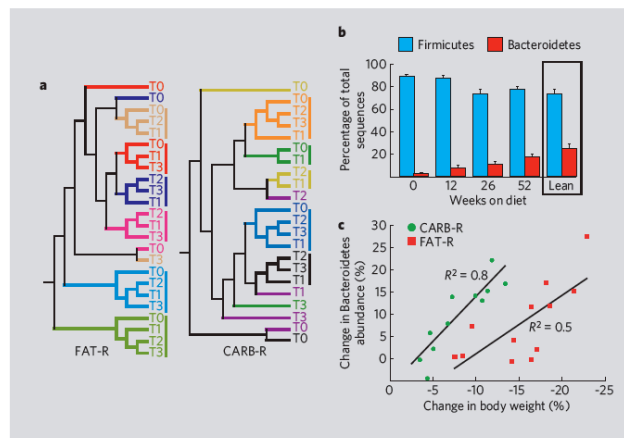 a
T0
T0
T0
T2
T1
T0
T1
T3
T2
T3
T1
T2
T1
T3
T0
T3
T0
T2
T1
T3
T0
T1
T2
T3
FAT-R
T0
T0
T2
T3
T1
T0
T1
T2
T1
T2
T0
T2
T3
T1
T2
T3
T1
T1
T3
T3
T0
T0
CARB-R
b
Firmicutes Bacteroidetes
Percentage of total
sequences
100
80
60
40
20
0 12 26 52 Lean
Weeks on diet
c
CARB-R
FAT-R
Change in Bacteroidetes
abundance (%)
30
25
20
15
10
5
0
R² = 0.8
R² = 0.5
0 -5 -10 -15 -20 -25
Change in body weight (%)